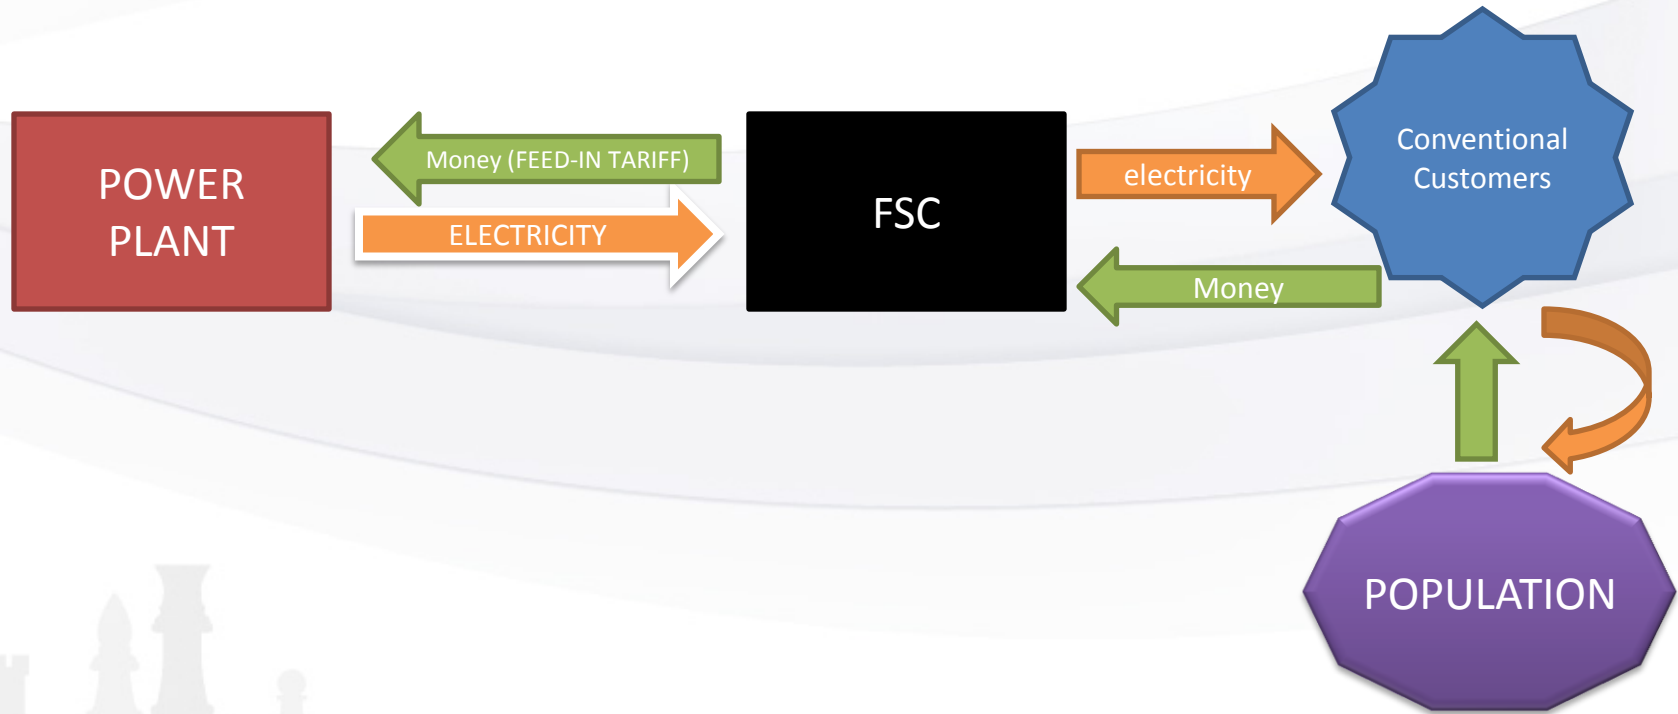 POWER
PLANT
Money (FEED-IN TARIFF)
ELECTRICITY
FSC
electricity
Money
Conventional
Customers
POPULATION